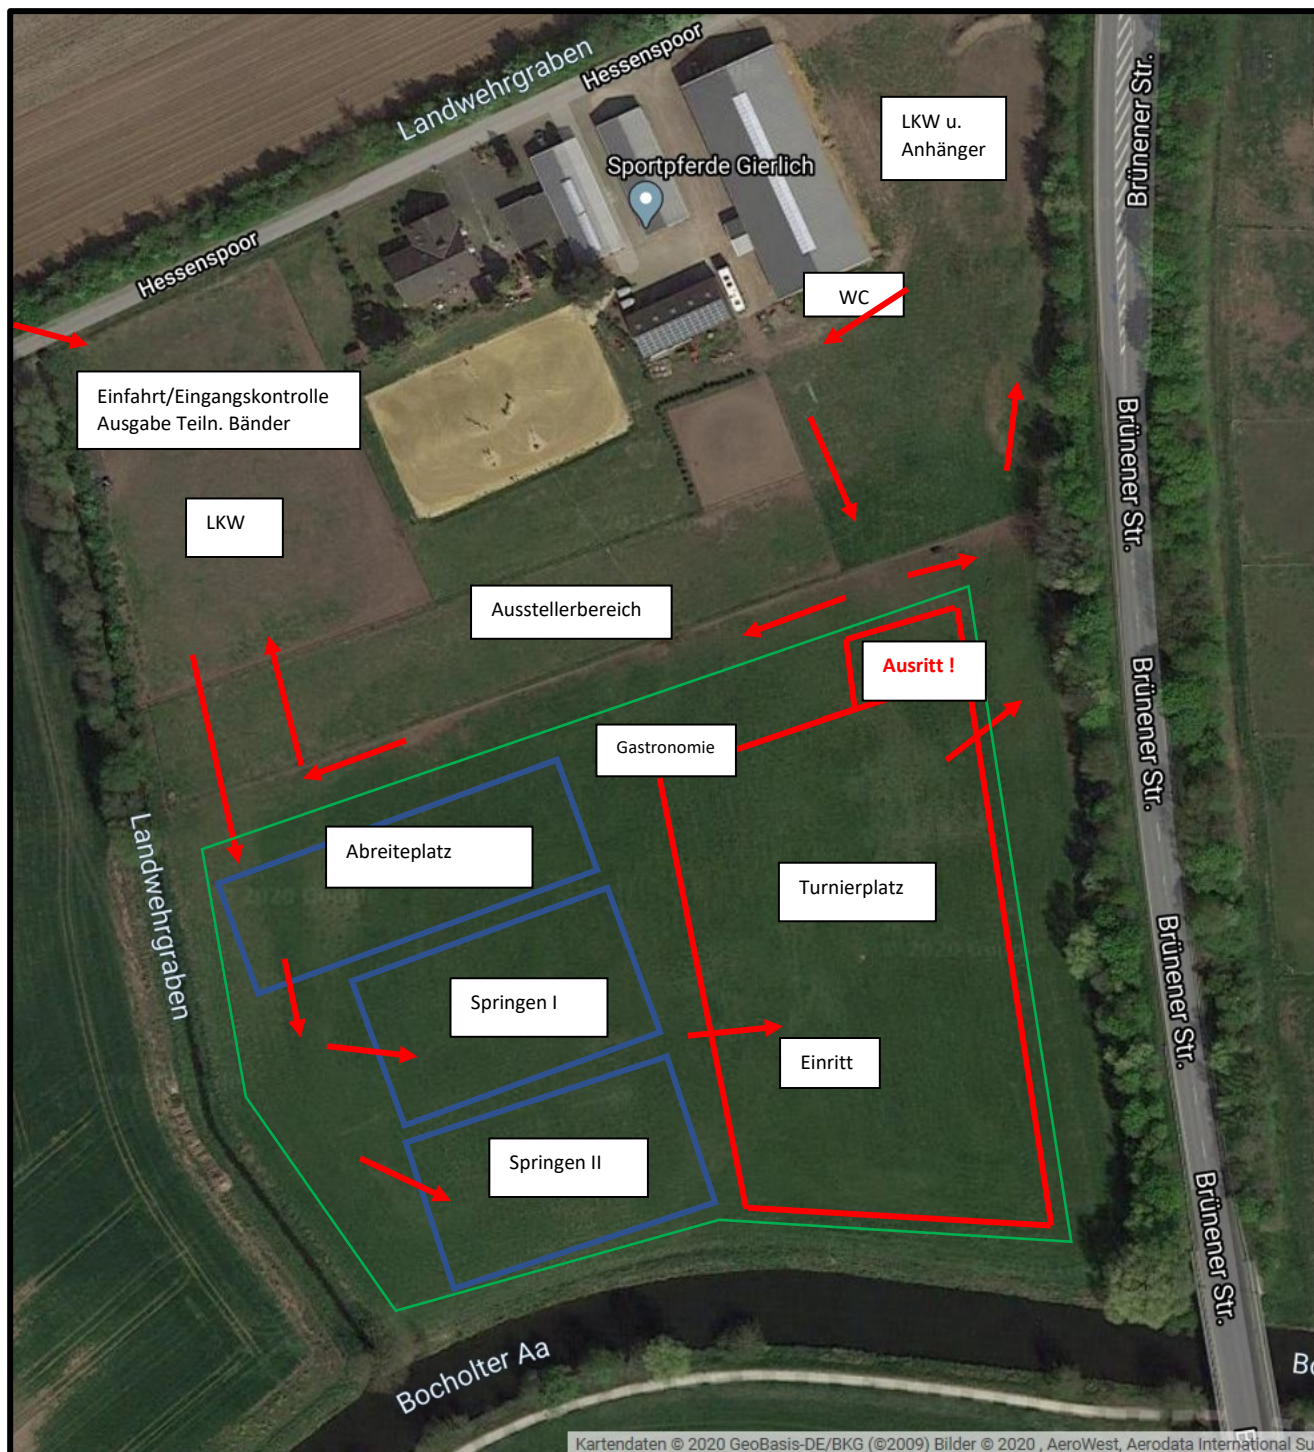 Landwehrgraben
Hessenspoor
Brünener Str.
LKW u.
Anhänger
Sportpferde Gierlich
Hessenspoor
WC
Einfahrt/Eingangskontrolle
Ausgabe Teiln. Bänder
Brünener Str.
LKW
Ausstellerbereich
Ausritt !
Brünener Str.
Gastronomie
Landwehrgraben
Abreiteplatz
Turnierplatz
Brünener Str.
Springen I
Einritt
Springen II
Brünener Str.
Bocholter Aa
Kartendaten © 2020 GeoBasis-DE/BKG (©2009) Bilder © 2020 , AeroWest, Aerodata International S